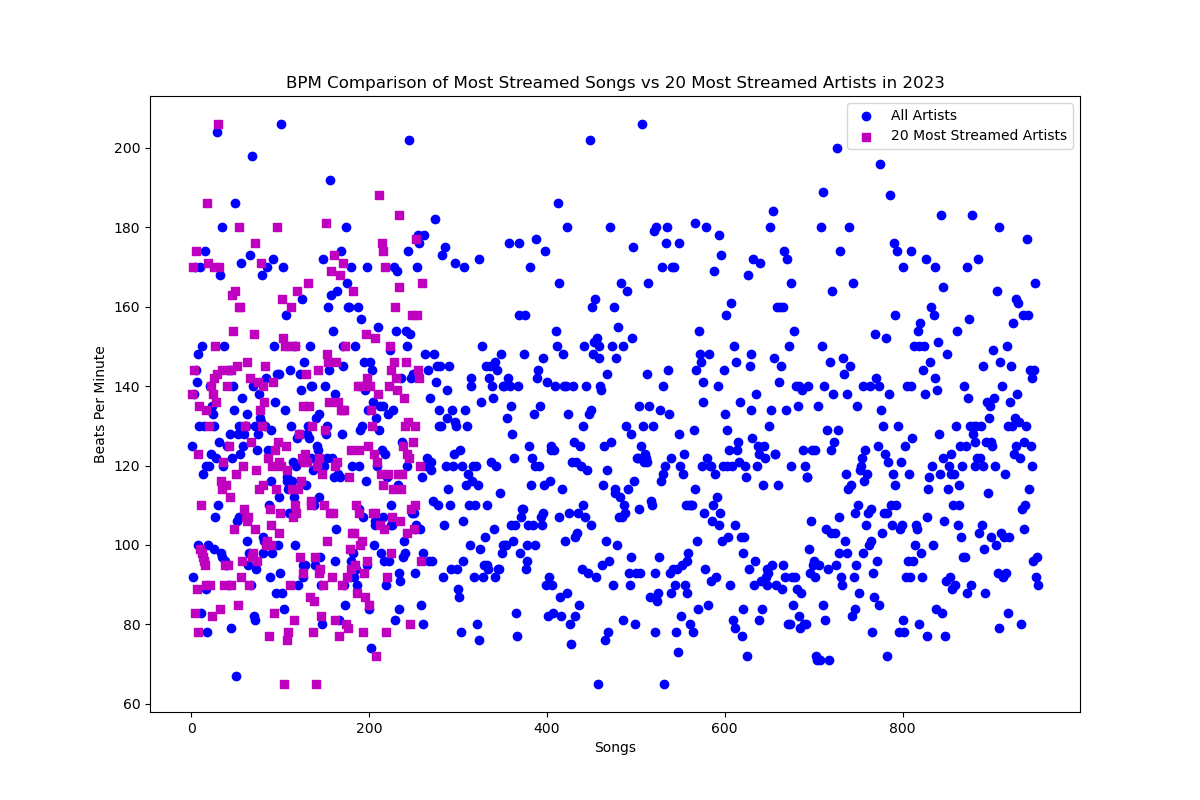 BPM Comparison of Most Streamed Songs vs 20 Most Streamed Artists in 2023
All Artists
20 Most Streamed Artists
200
180
160
140
120
100
80
60
Beats Per Minute
0 200 400 600 800
Songs